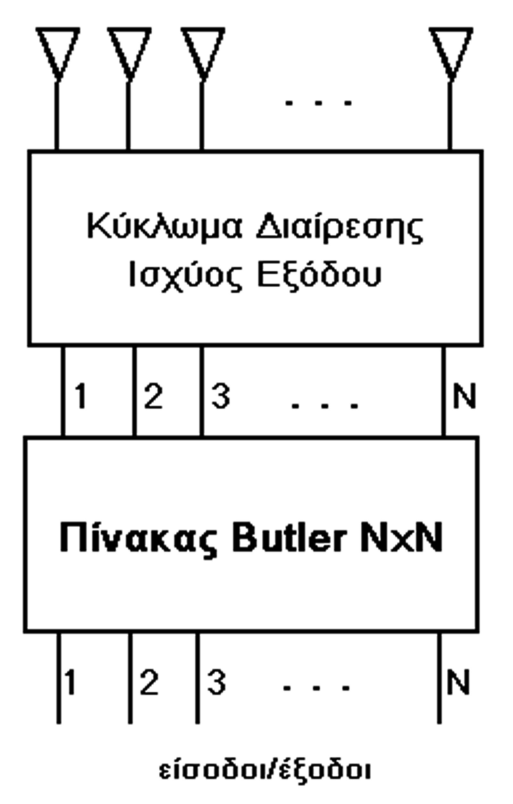 . . .
Κύκλωμα Διαίρεσης
Ισχύος Εξόδου
1 2 3 . . . N
Πίνακας Butler NxN
1 2 3 . . . N
είσοδοι/έξοδοι